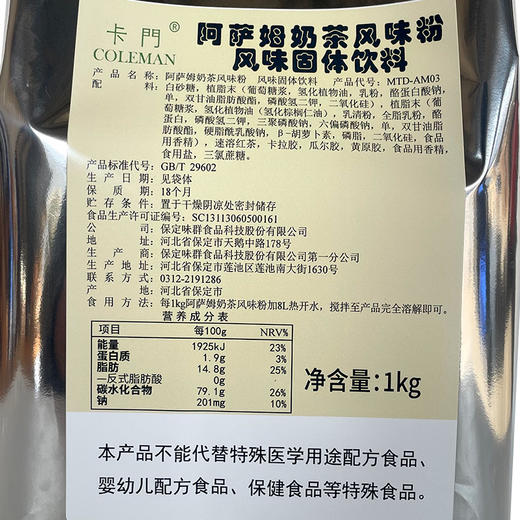 卡門®
COLEMAN
阿萨姆奶茶风味粉
风味固体饮料
产品名称：阿萨姆奶茶风味粉 风味固体饮料 产品代号：MTD-AM03
配料：白砂糖，植脂末（葡萄糖浆，氢化植物油，乳粉，酪蛋白酸钠，
单，双甘油脂肪酸酯，磷酸氢二钾，二氧化硅），植脂末（葡
萄糖浆，氢化植物油（氢化棕榈仁油），乳清粉，全脂乳粉，酪
蛋白，磷酸氢二钾，三聚磷酸钠，六偏磷酸钠，单，双甘油脂
肪酸酯，硬脂酰乳酸钠，β-胡萝卜素，磷脂，二氧化硅，食品
用香精），速溶红茶，卡拉胶，瓜尔胶，黄原胶，食品用香精，
食用盐，三氯蔗糖。
产品标准代号：GB/T 29602
生产日期：见袋体
保质期：18个月
贮存条件：置于干燥阴凉处密封储存
食品生产许可证编号：SC13113060500161
公司：保定味群食品科技股份有限公司
地址：河北省保定市天鹅中路178号
生产商：保定味群食品科技股份有限公司第一分公司
地址：河北省保定市莲池区莲池南大街1630号
联系方式：0312-2191286
产地：河北省保定市
食用方法：每1kg阿萨姆奶茶风味粉加8L热开水，搅拌至产品完全溶解即可。
营养成分表
项目 每100g NRV%
能量 1925kJ 23%
蛋白质 1.9g 3%
脂肪 14.8g 25%
—反式脂肪酸 0g
碳水化合物 79.1g 26%
钠 201mg 10%
净含量:1kg
本产品不能代替特殊医学用途配方食品、
婴幼儿配方食品、保健食品等特殊食品。